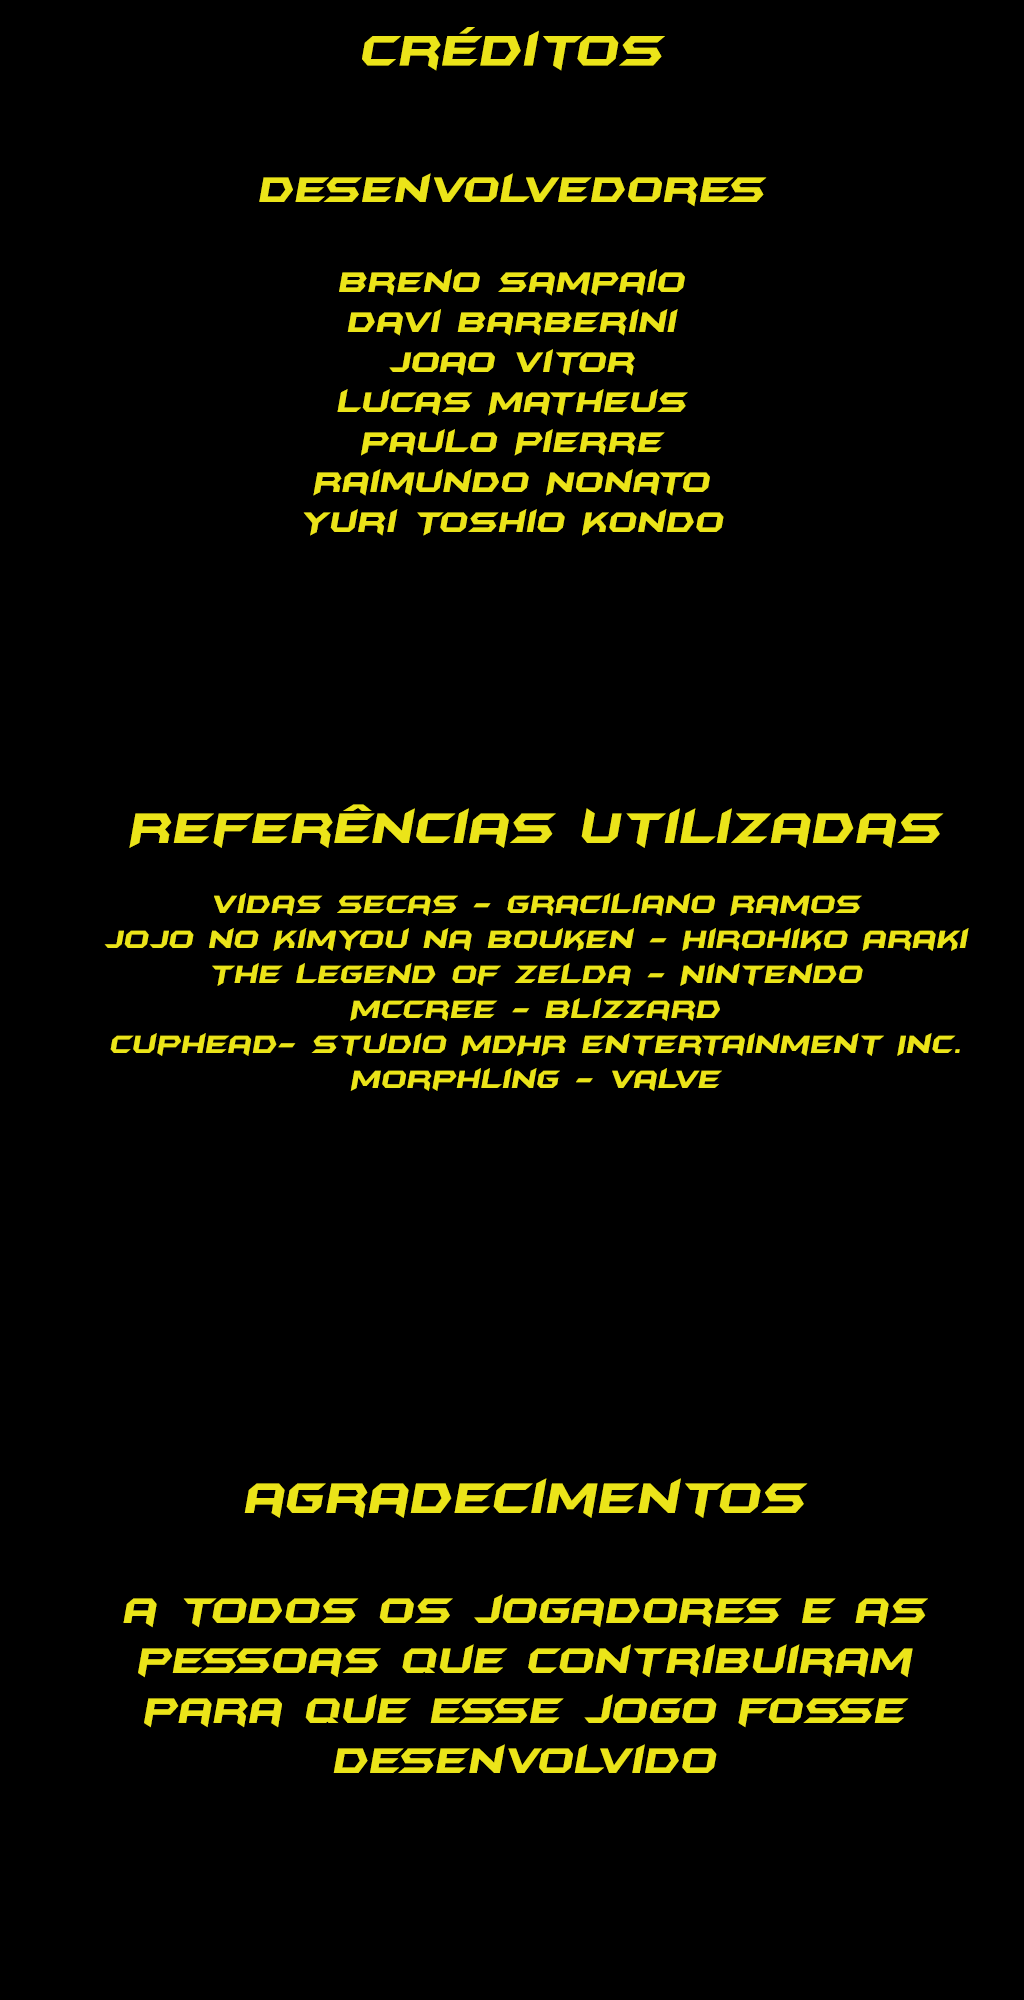 CRÉDITOS
DESENVOLVEDORES
BRENO SAMPAIO
DAVI BARBERINI
JOAO VITOR
LUCAS MATHEUS
PAULO PIERRE
RAIMUNDO NONATO
YURI TOSHIO KONDO
REFERÊNCIAS UTILIZADAS
VIDAS SECAS - GRACILIANO RAMOS
JOJO NO KIMYOU NA BOUKEN - HIROHIKO ARAKI
THE LEGEND OF ZELDA - NINTENDO
MCCREE - BLIZZARD
CUPHEAD- STUDIO MDHR ENTERTAINMENT INC.
MORPHLING - VALVE
AGRADECIMENTOS
A TODOS OS JOGADORES E AS
PESSOAS QUE CONTRIBUIRAM
PARA QUE ESSE JOGO FOSSE
DESENVOLVIDO